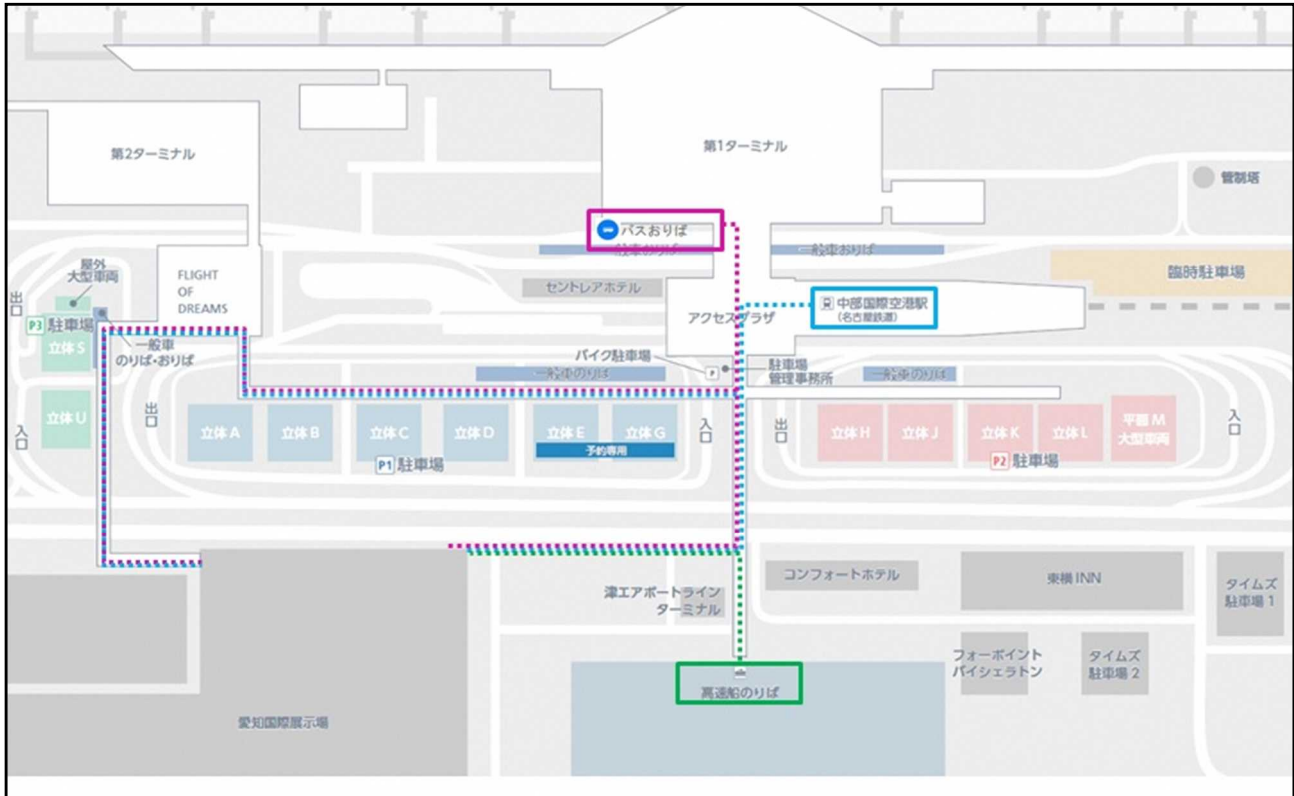 第2ターミナル
第1ターミナル
管制塔
バスおりば
一般車おりば
一般車おりば
屋外
大型車両
FLIGHT
OF
DREAMS
臨時駐車場
セントレアホテル
中部国際空港駅
(名古屋鉄道)
アクセスプラザ
出口
P3 駐車場
立体S
一般車
のりば・おりば
バイク駐車場
P
駐車場
管理事務所
一般車のりば
一般車のりば
立体U
入口
出口
立体A
立体B
立体C
立体D
立体E
立体G
予約専用
入口
P1 駐車場
出口
立体H
立体J
立体K
立体L
平面M
大型車両
入口
P2 駐車場
コンフォートホテル
東横INN
タイムズ
駐車場1
津エアポートライン
ターミナル
フォーポイント
バイシェラトン
タイムズ
駐車場2
高速船のりば
愛知国際展示場